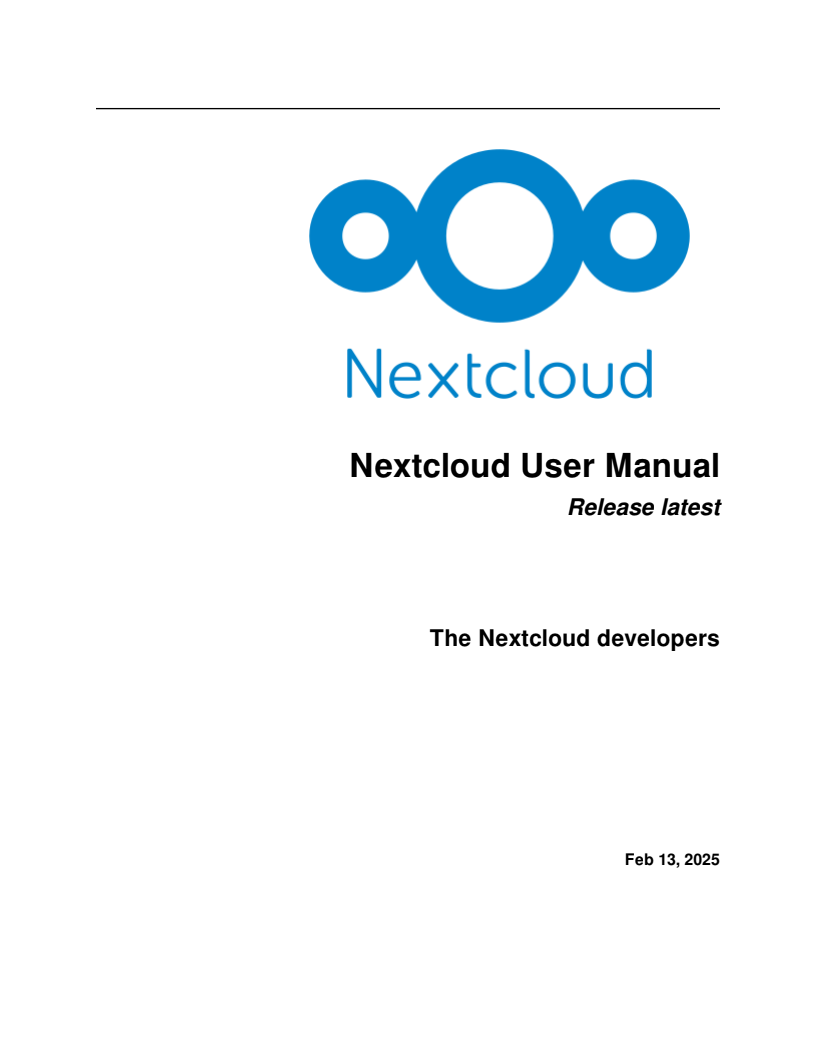 Nextcloud
Nextcloud User Manual
Release latest
The Nextcloud developers
Feb 13, 2025